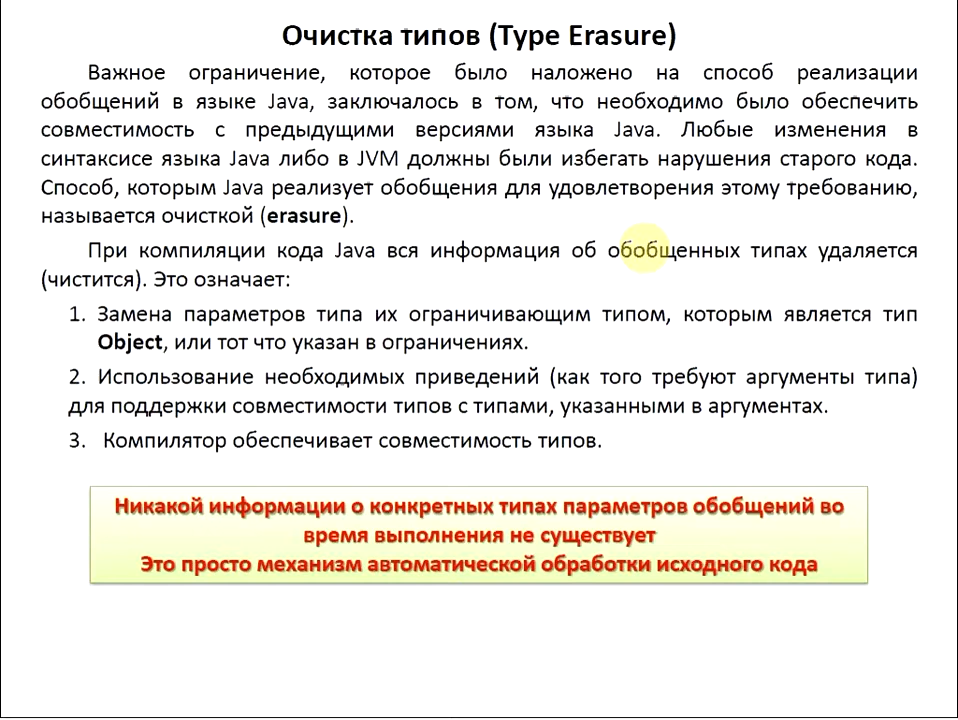 Очистка типов (Type Erasure)
Важное ограничение, которое было наложено на способ реализации
обобщений в языке Java, заключалось в том, что необходимо было обеспечить
совместимость с предыдущими версиями языка Java. Любые изменения в
синтаксисе языка Java либо в JVM должны были избегать нарушения старого кода.
Способ, которым Java реализует обобщения для удовлетворения этому требованию,
называется очисткой (erasure).
При компиляции кода Java вся информация об обобщенных типах удаляется
(чистится). Это означает:
1. Замена параметров типа их ограничивающим типом, которым является тип
Object, или тот что указан в ограничениях.
2. Использование необходимых приведений (как того требуют аргументы типа)
для поддержки совместимости типов с типами, указанными в аргументах.
3. Компилятор обеспечивает совместимость типов.
Никакой информации о конкретных типах параметров обобщений во
время выполнения не существует
Это просто механизм автоматической обработки исходного кода